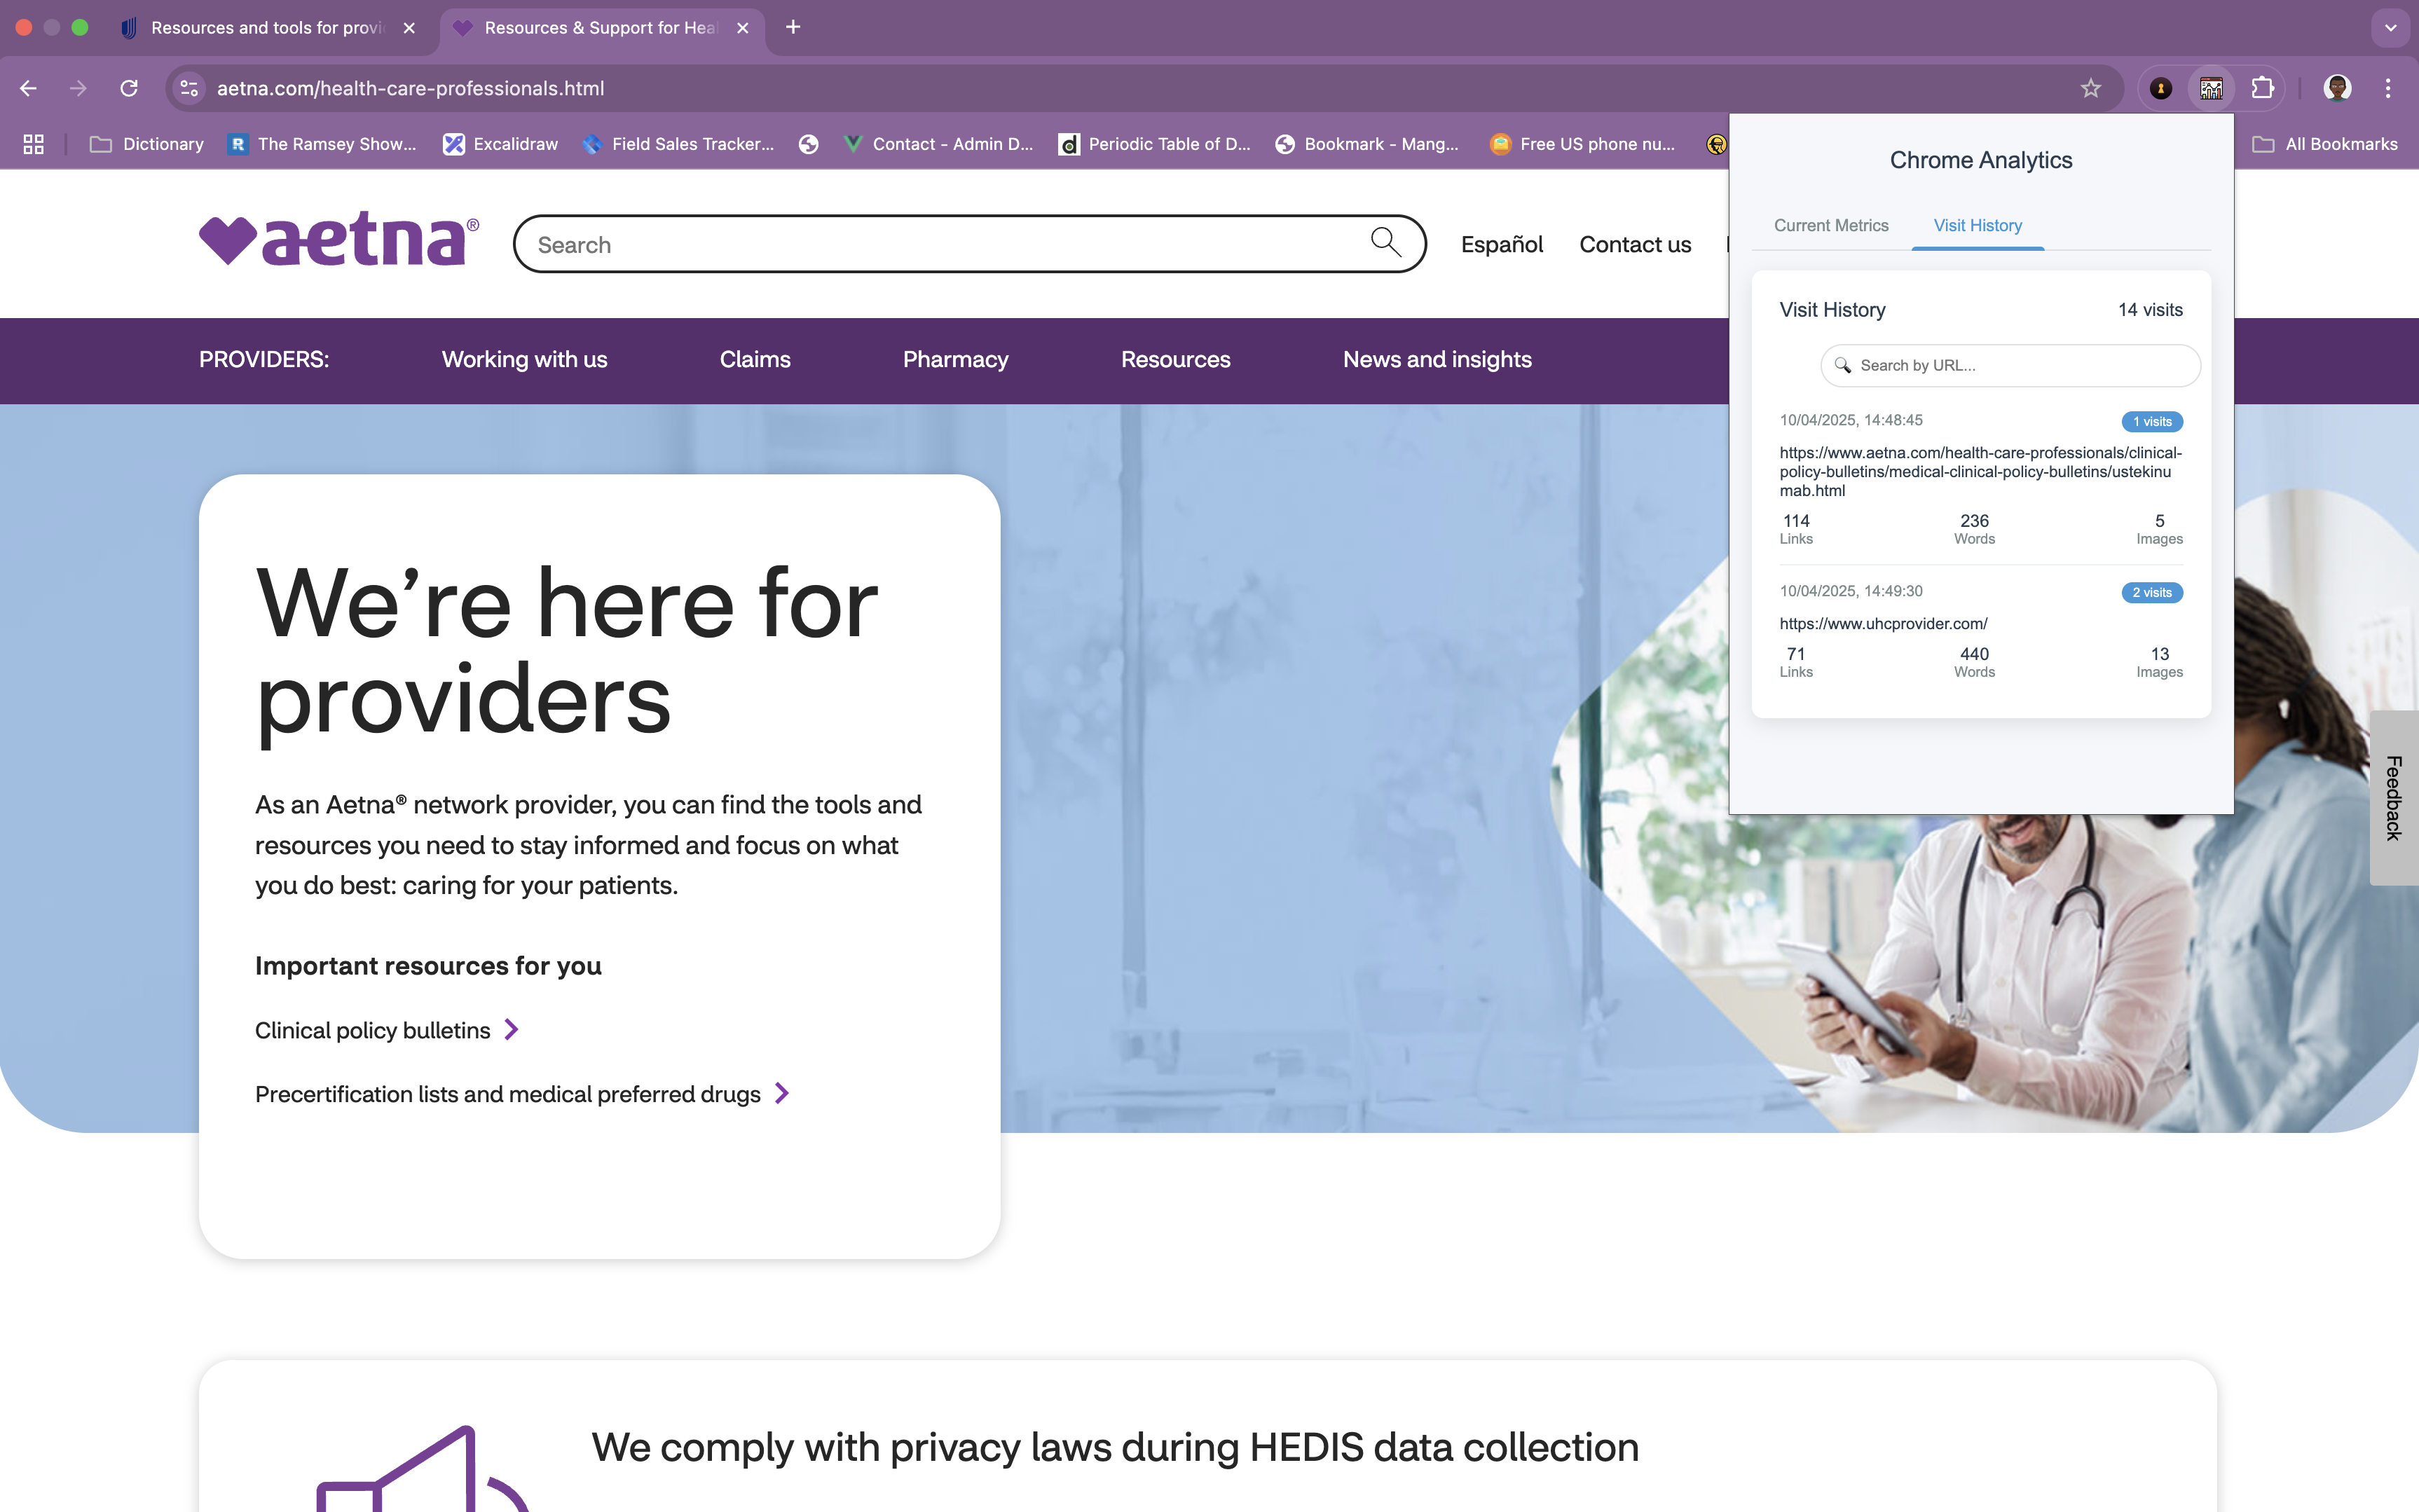 Resources and tools for provi
Resources & Support for Heal
aetna.com/health-care-professionals.html
Dictionary
The Ramsey Show...
Excalidraw
Field Sales Tracker...
Contact - Admin D...
Periodic Table of D...
Bookmark - Mang...
Free US phone nu...
All Bookmarks
aetna®
Search
Español
Contact us
PROVIDERS:
Working with us
Claims
Pharmacy
Resources
News and insights
We’re here for
providers
As an Aetna® network provider, you can find the tools and
resources you need to stay informed and focus on what
you do best: caring for your patients.
Important resources for you
Clinical policy bulletins
Precertification lists and medical preferred drugs
We comply with privacy laws during HEDIS data collection
Chrome Analytics
Current Metrics
Visit History
Visit History
14 visits
Search by URL...
10/04/2025, 14:48:45
1 visits
https://www.aetna.com/health-care-professionals/clinical-
policy-bulletins/medical-clinical-policy-bulletins/ustekinu
mab.html
114
236
5
Links
Words
Images
10/04/2025, 14:49:30
2 visits
https://www.uhcprovider.com/
71
440
13
Links
Words
Images
Feedback